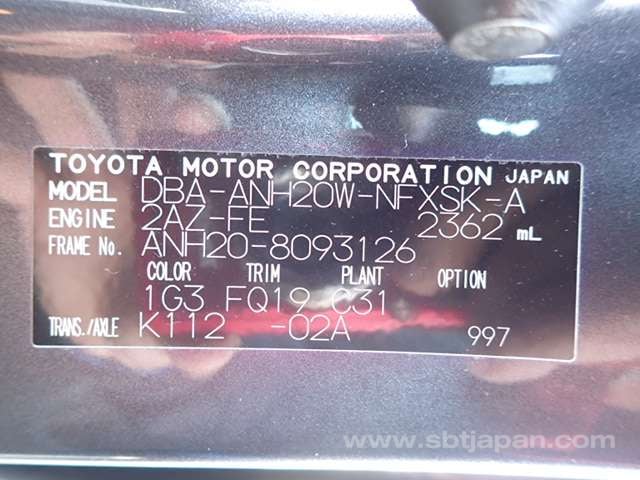 TOYOTA MOTOR CORPORATION JAPAN
MODEL DBA-ANH20W-NFXSK-A
ENGINE 2AZ-FE 2362 mL
FRAME No. ANH20-8093126
COLOR TRIM PLANT OPTION
1G3 FQ19 C31
TRANS./AXLE K112 -02A 997
www.sbtjapan.com